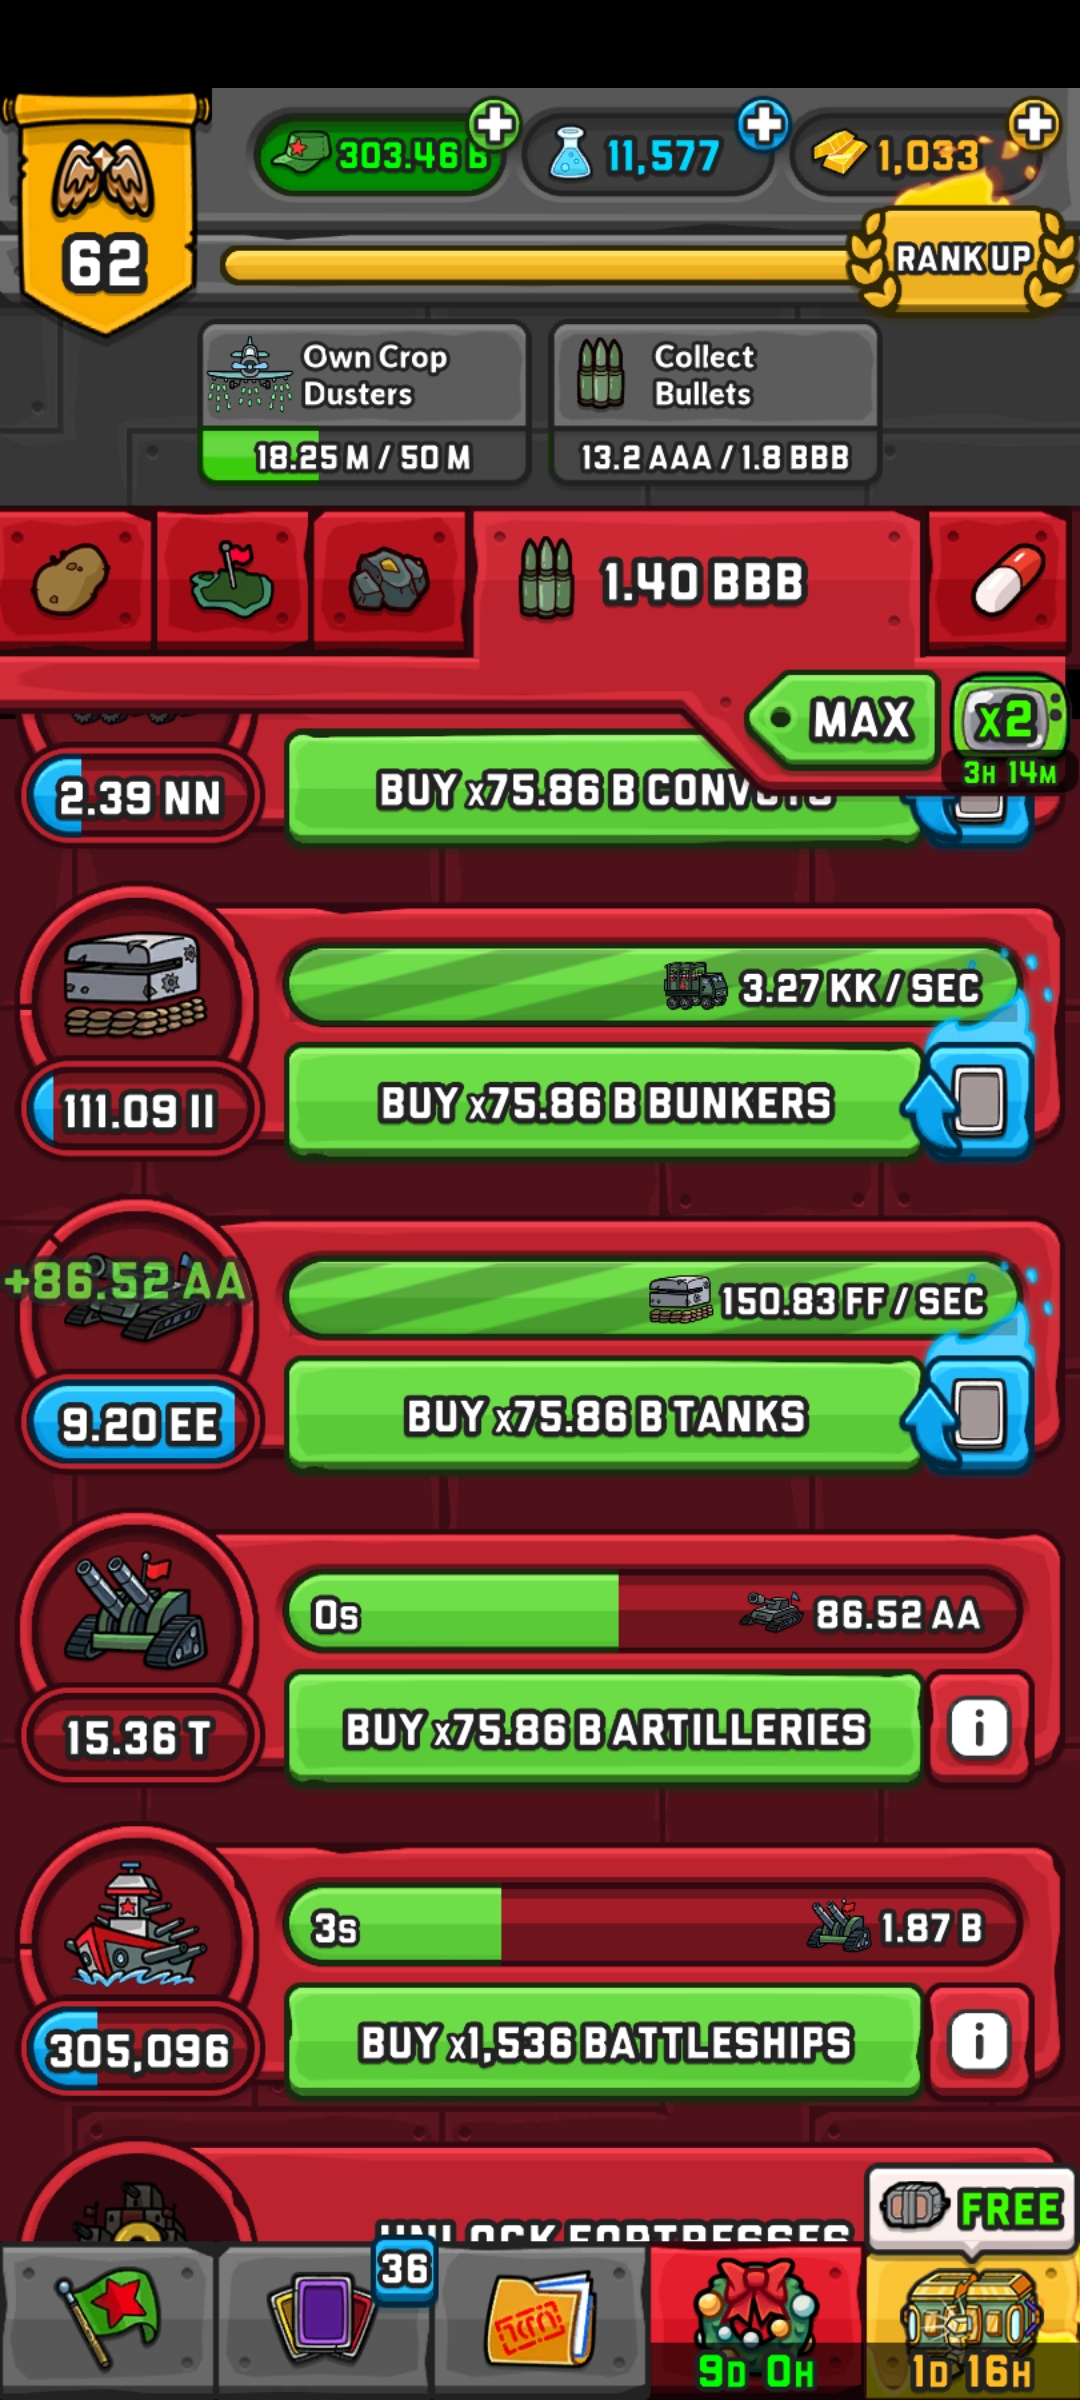 303.46 B
11,577
1,033
62
RANK UP
Own Crop
Dusters
18.25 M / 50 M
Collect
Bullets
13.2 AAA / 1.8 BBB
1.40 BBB
MAX
x2
3H 14M
2.39 NN
BUY x75.86 B CONVOYS
3.27 KK / SEC
111.09 II
BUY x75.86 B BUNKERS
+86.52 AA
150.83 FF / SEC
9.20 EE
BUY x75.86 B TANKS
0s
86.52 AA
15.36 T
BUY x75.86 B ARTILLERIES
i
3s
1.87 B
305,096
BUY x1,536 BATTLESHIPS
i
UNLOCK FORTRESSES
FREE
36
9D 0H
1D 16H